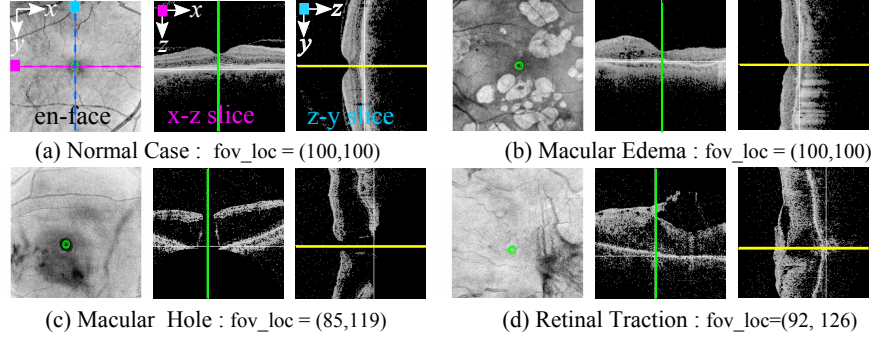 x x z
y z y
en-face x-z slice z-y slice
(a) Normal Case : fov_loc = (100,100)
(b) Macular Edema : fov_loc = (100,100)
(c) Macular Hole : fov_loc = (85,119)
(d) Retinal Traction : fov_loc=(92, 126)